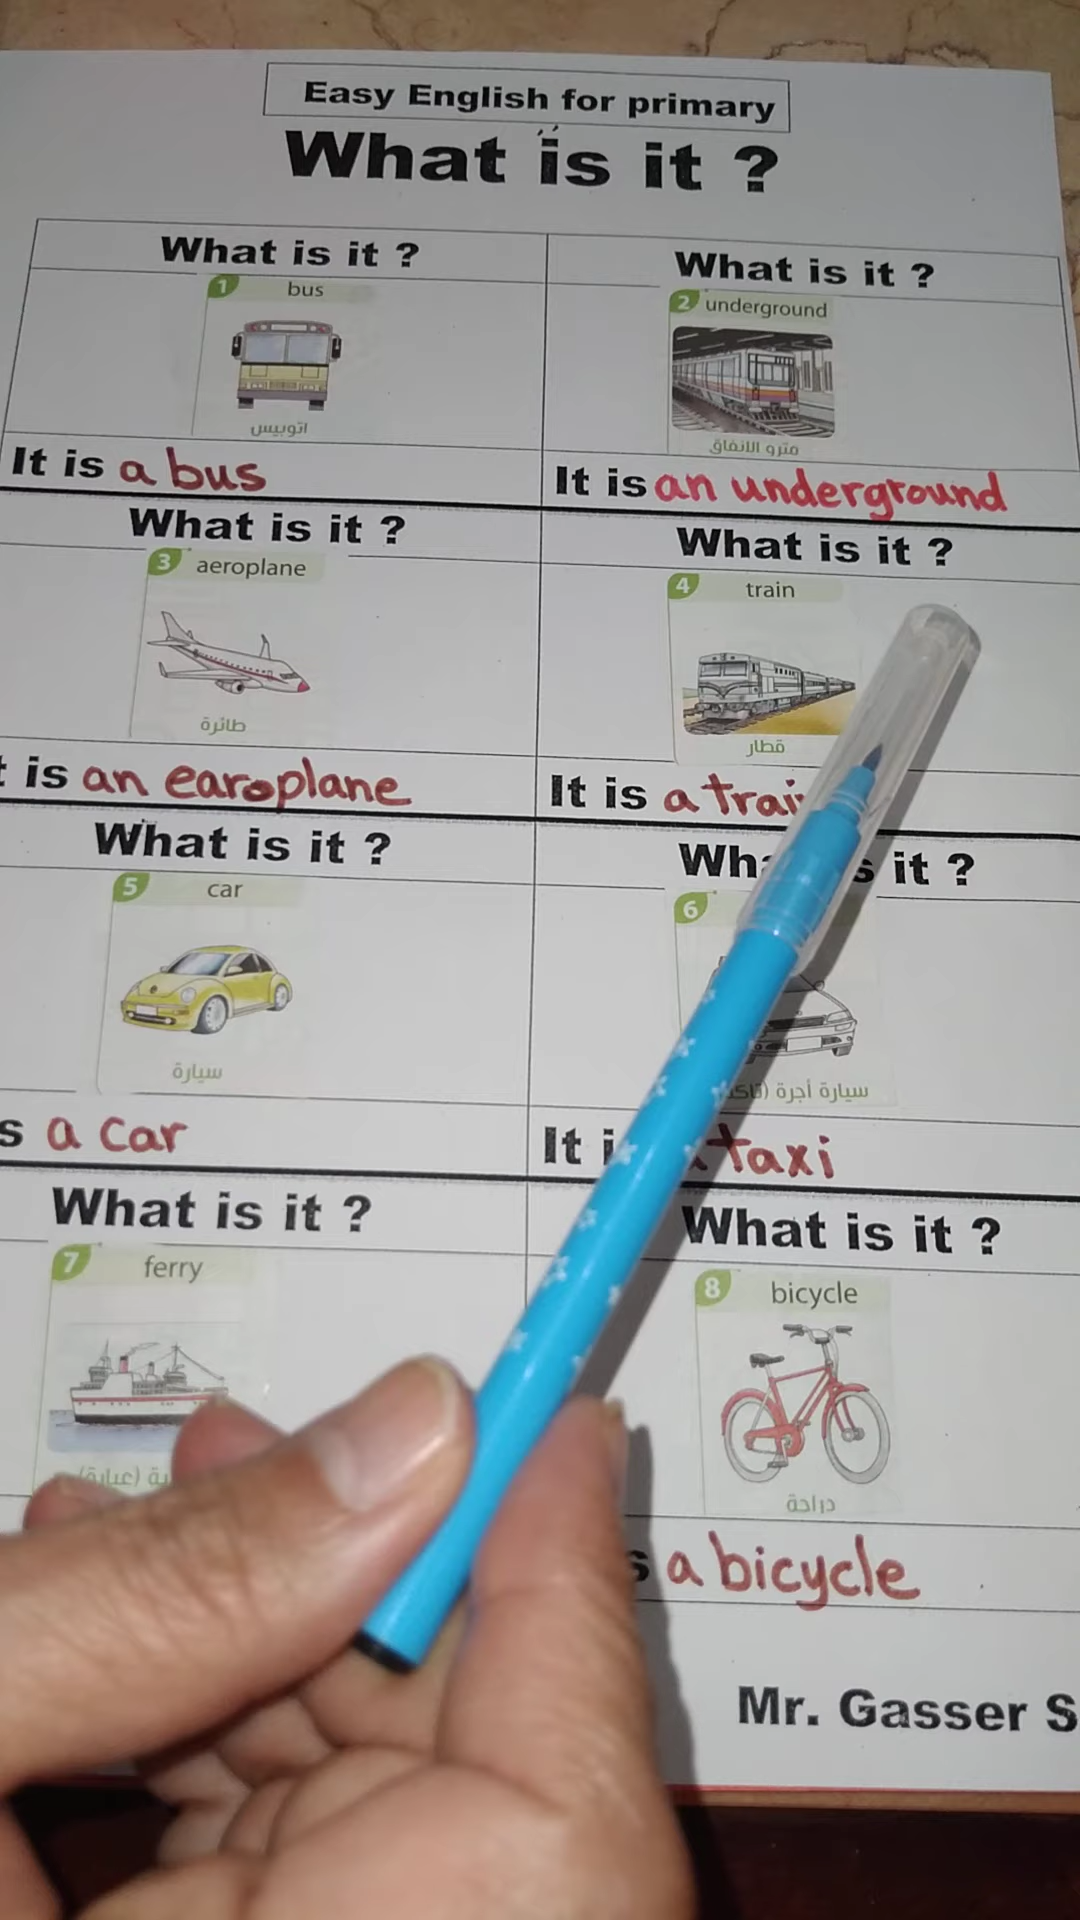 Easy English for primary
What is it ?
What is it ?
1 bus
اتوبيس
It is a bus
What is it ?
2 underground
مترو الانفاق
It is an underground
What is it ?
3 aeroplane
طائرة
is an earoplane
What is it ?
4 train
قطار
It is a trai
What is it ?
5 car
سيارة
s a car
it ?
6
سيارة أجرة
It taxi
What is it ?
7 ferry
What is it ?
8 bicycle
دراجة
s a bicycle
Mr. Gasser S